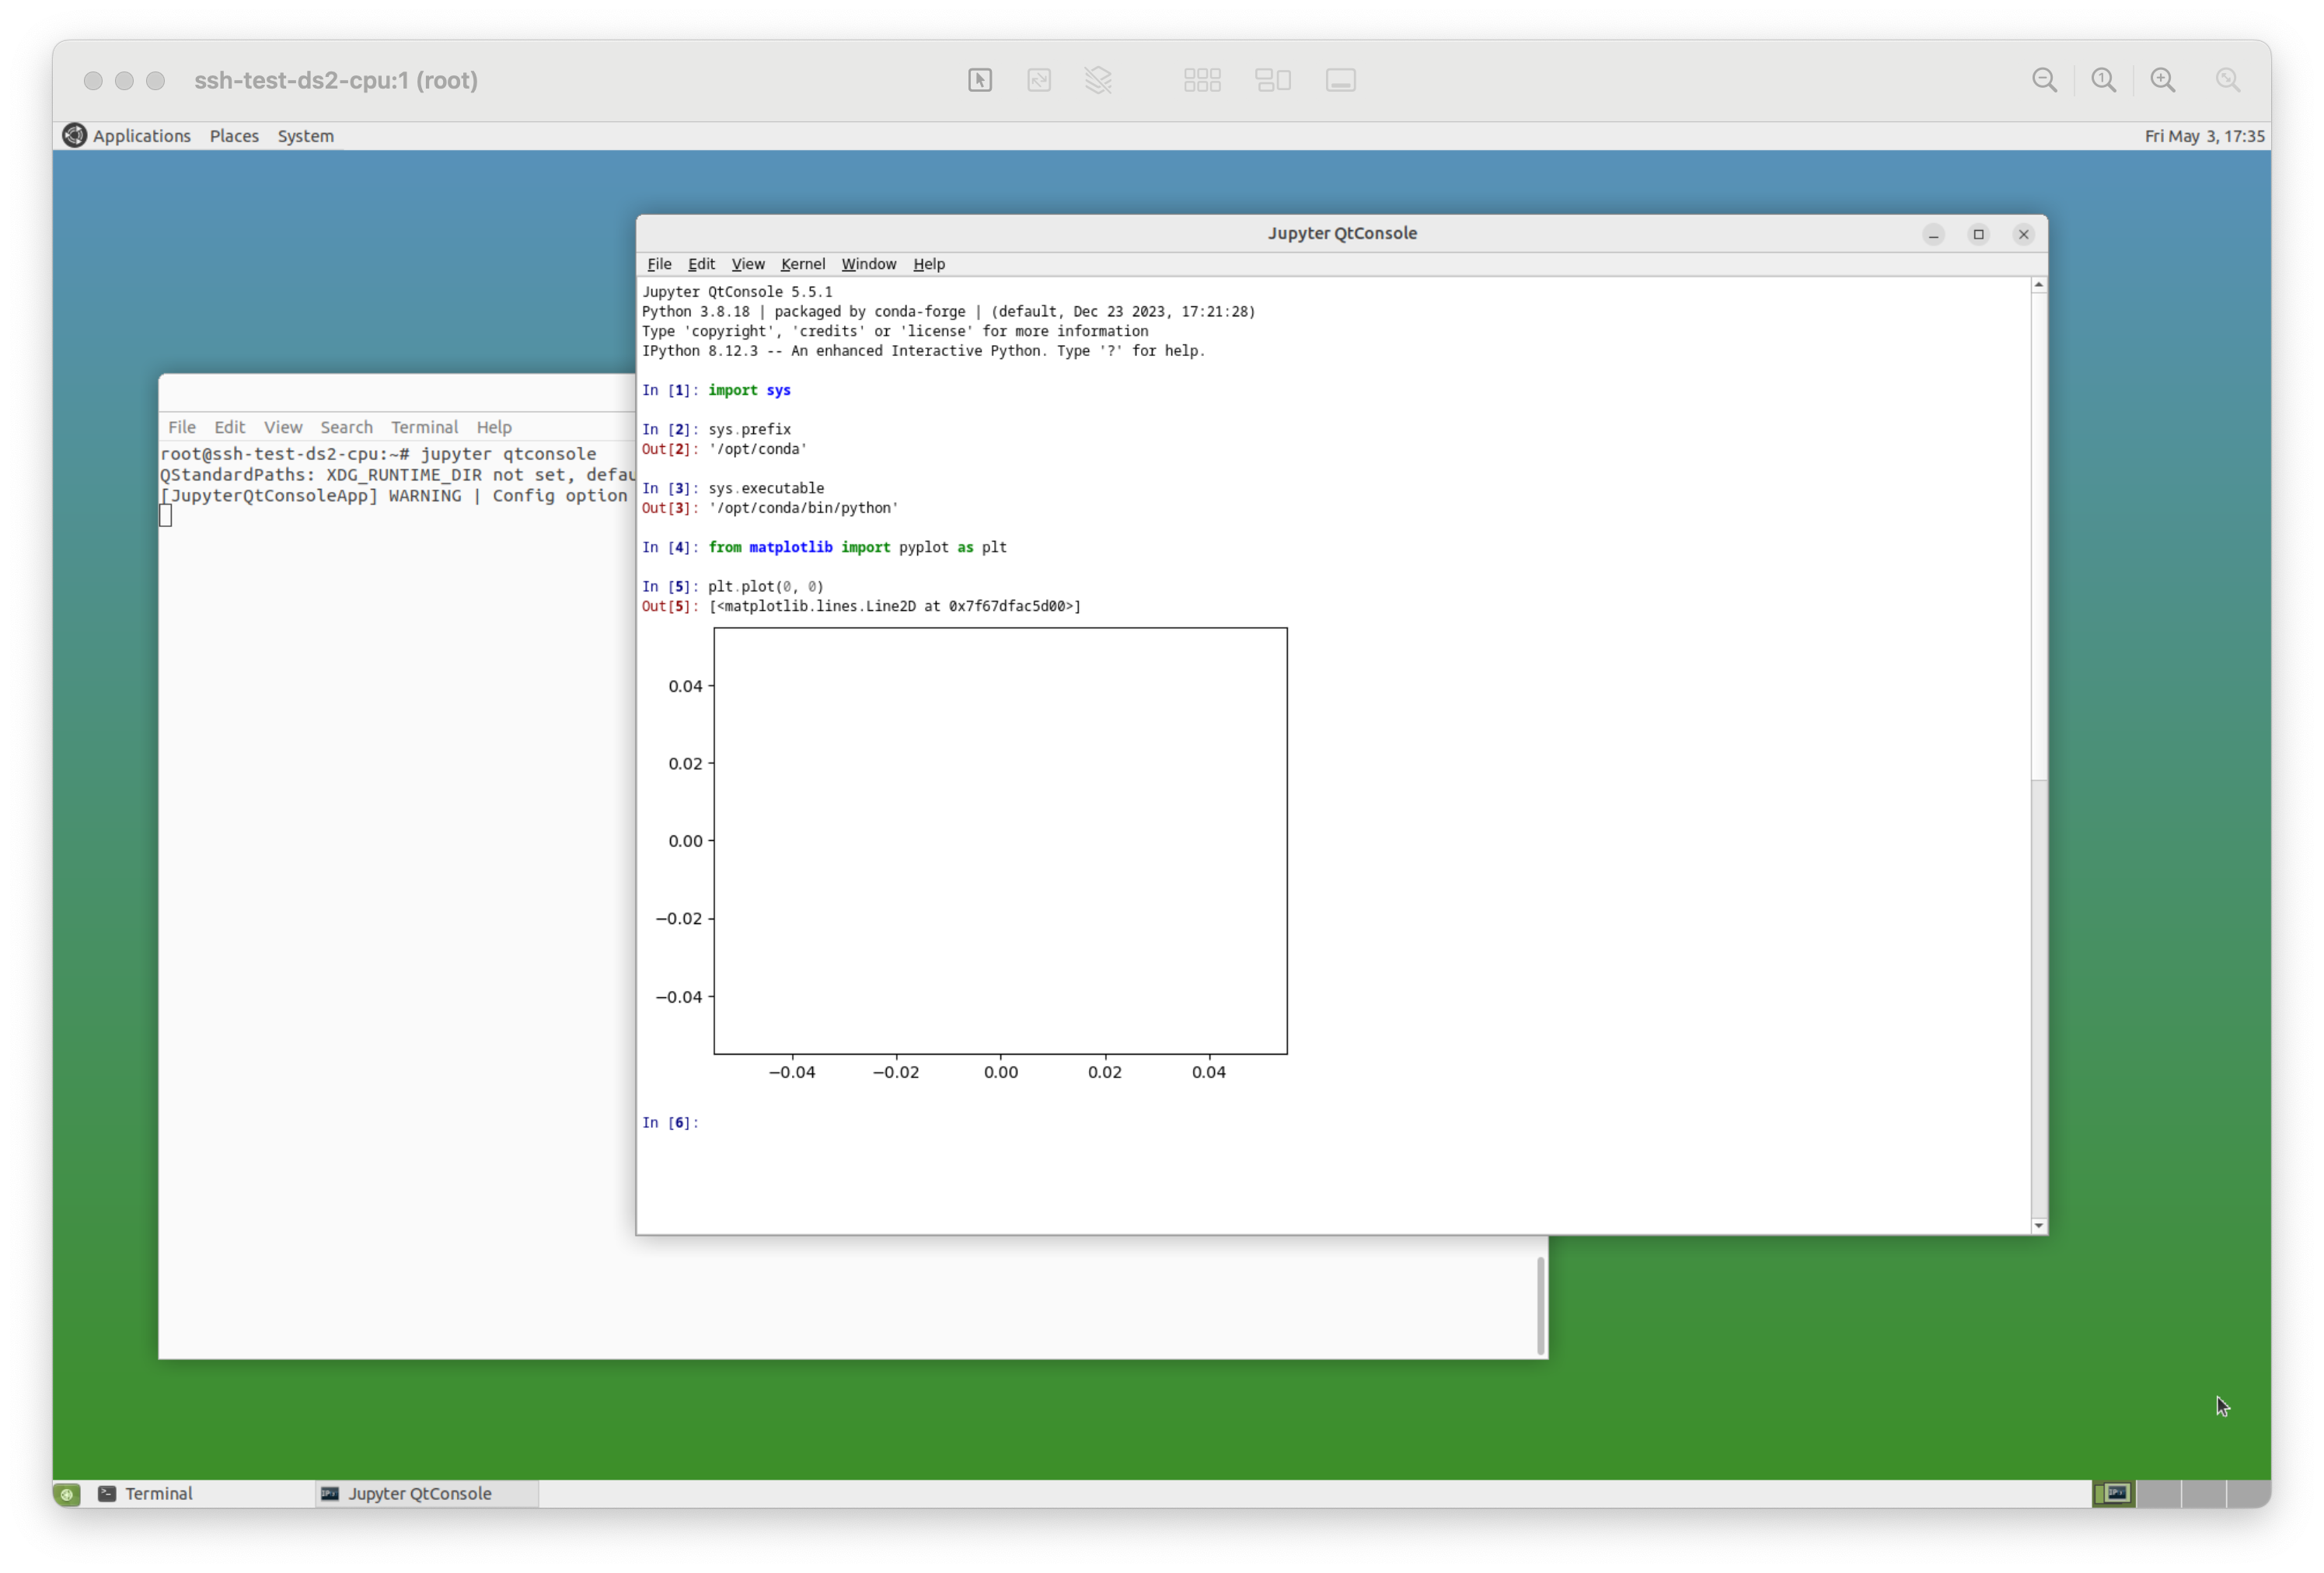 ssh-test-ds2-cpu:1 (root)
Applications Places System
Fri May 3, 17:35
File Edit View Search Terminal Help
root@ssh-test-ds2-cpu:~# jupyter qtconsole
QStandardPaths: XDG_RUNTIME_DIR not set, defau
[JupyterQtConsoleApp] WARNING | Config option
Jupyter QtConsole
File Edit View Kernel Window Help
Jupyter QtConsole 5.5.1
Python 3.8.18 | packaged by conda-forge | (default, Dec 23 2023, 17:21:28)
Type 'copyright', 'credits' or 'license' for more information
IPython 8.12.3 -- An enhanced Interactive Python. Type '?' for help.
In [1]: import sys
In [2]: sys.prefix
Out[2]: '/opt/conda'
In [3]: sys.executable
Out[3]: '/opt/conda/bin/python'
In [4]: from matplotlib import pyplot as plt
In [5]: plt.plot(0, 0)
Out[5]: [<matplotlib.lines.Line2D at 0x7f67dfac5d00>]
0.04
0.02
0.00
−0.02
−0.04
−0.04 −0.02 0.00 0.02 0.04
In [6]:
Terminal
Jupyter QtConsole